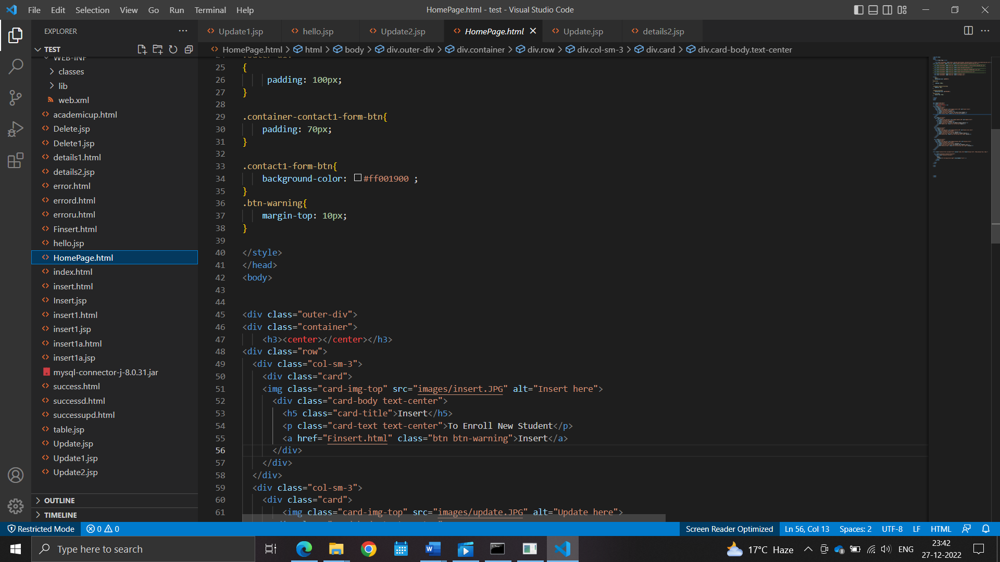 File Edit Selection View Go Run Terminal Help
HomePage.html - test - Visual Studio Code
EXPLORER
Update1.jsp
hello.jsp
Update2.jsp
HomePage.html
Update.jsp
details2.jsp
HomePage.html > html > body > div.outer-div > div.container > div.row > div.col-sm-3 > div.card > div.card-body.text-center
TEST
WEB-INF
classes
lib
web.xml
academicup.html
Delete.jsp
Delete1.jsp
details1.html
details2.jsp
error.html
errord.html
erroru.html
Finsert.html
hello.jsp
HomePage.html
index.html
insert.html
Insert.jsp
insert1.html
insert1.jsp
insert1a.html
insert1a.jsp
mysql-connector-j-8.0.31.jar
success.html
successd.html
successupd.html
table.jsp
Update.jsp
Update1.jsp
Update2.jsp
OUTLINE
TIMELINE
25 {
26 padding: 100px;
27 }
28
29 .container-contact1-form-btn{
30 padding: 70px;
31 }
32
33 .contact1-form-btn{
34 background-color: #ff001900 ;
35 }
36 .btn-warning{
37 margin-top: 10px;
38 }
39
40 </style>
41 </head>
42 <body>
43
44
45 <div class="outer-div">
46 <div class="container">
47 <h3><center></center></h3>
48 <div class="row">
49 <div class="col-sm-3">
50 <div class="card">
51 <img class="card-img-top" src="images/insert.JPG" alt="Insert here">
52 <div class="card-body text-center">
53 <h5 class="card-title">Insert</h5>
54 <p class="card-text text-center">To Enroll New Student</p>
55 <a href="Finsert.html" class="btn btn-warning">Insert</a>
56 </div>
57 </div>
58 </div>
59 <div class="col-sm-3">
60 <div class="card">
61 <img class="card-img-top" src="images/update.JPG" alt="Update here">
Restricted Mode 0 0
Screen Reader Optimized Ln 56, Col 13 Spaces: 2 UTF-8 LF HTML
Type here to search
17°C Haze
ENG
23:42
27-12-2022